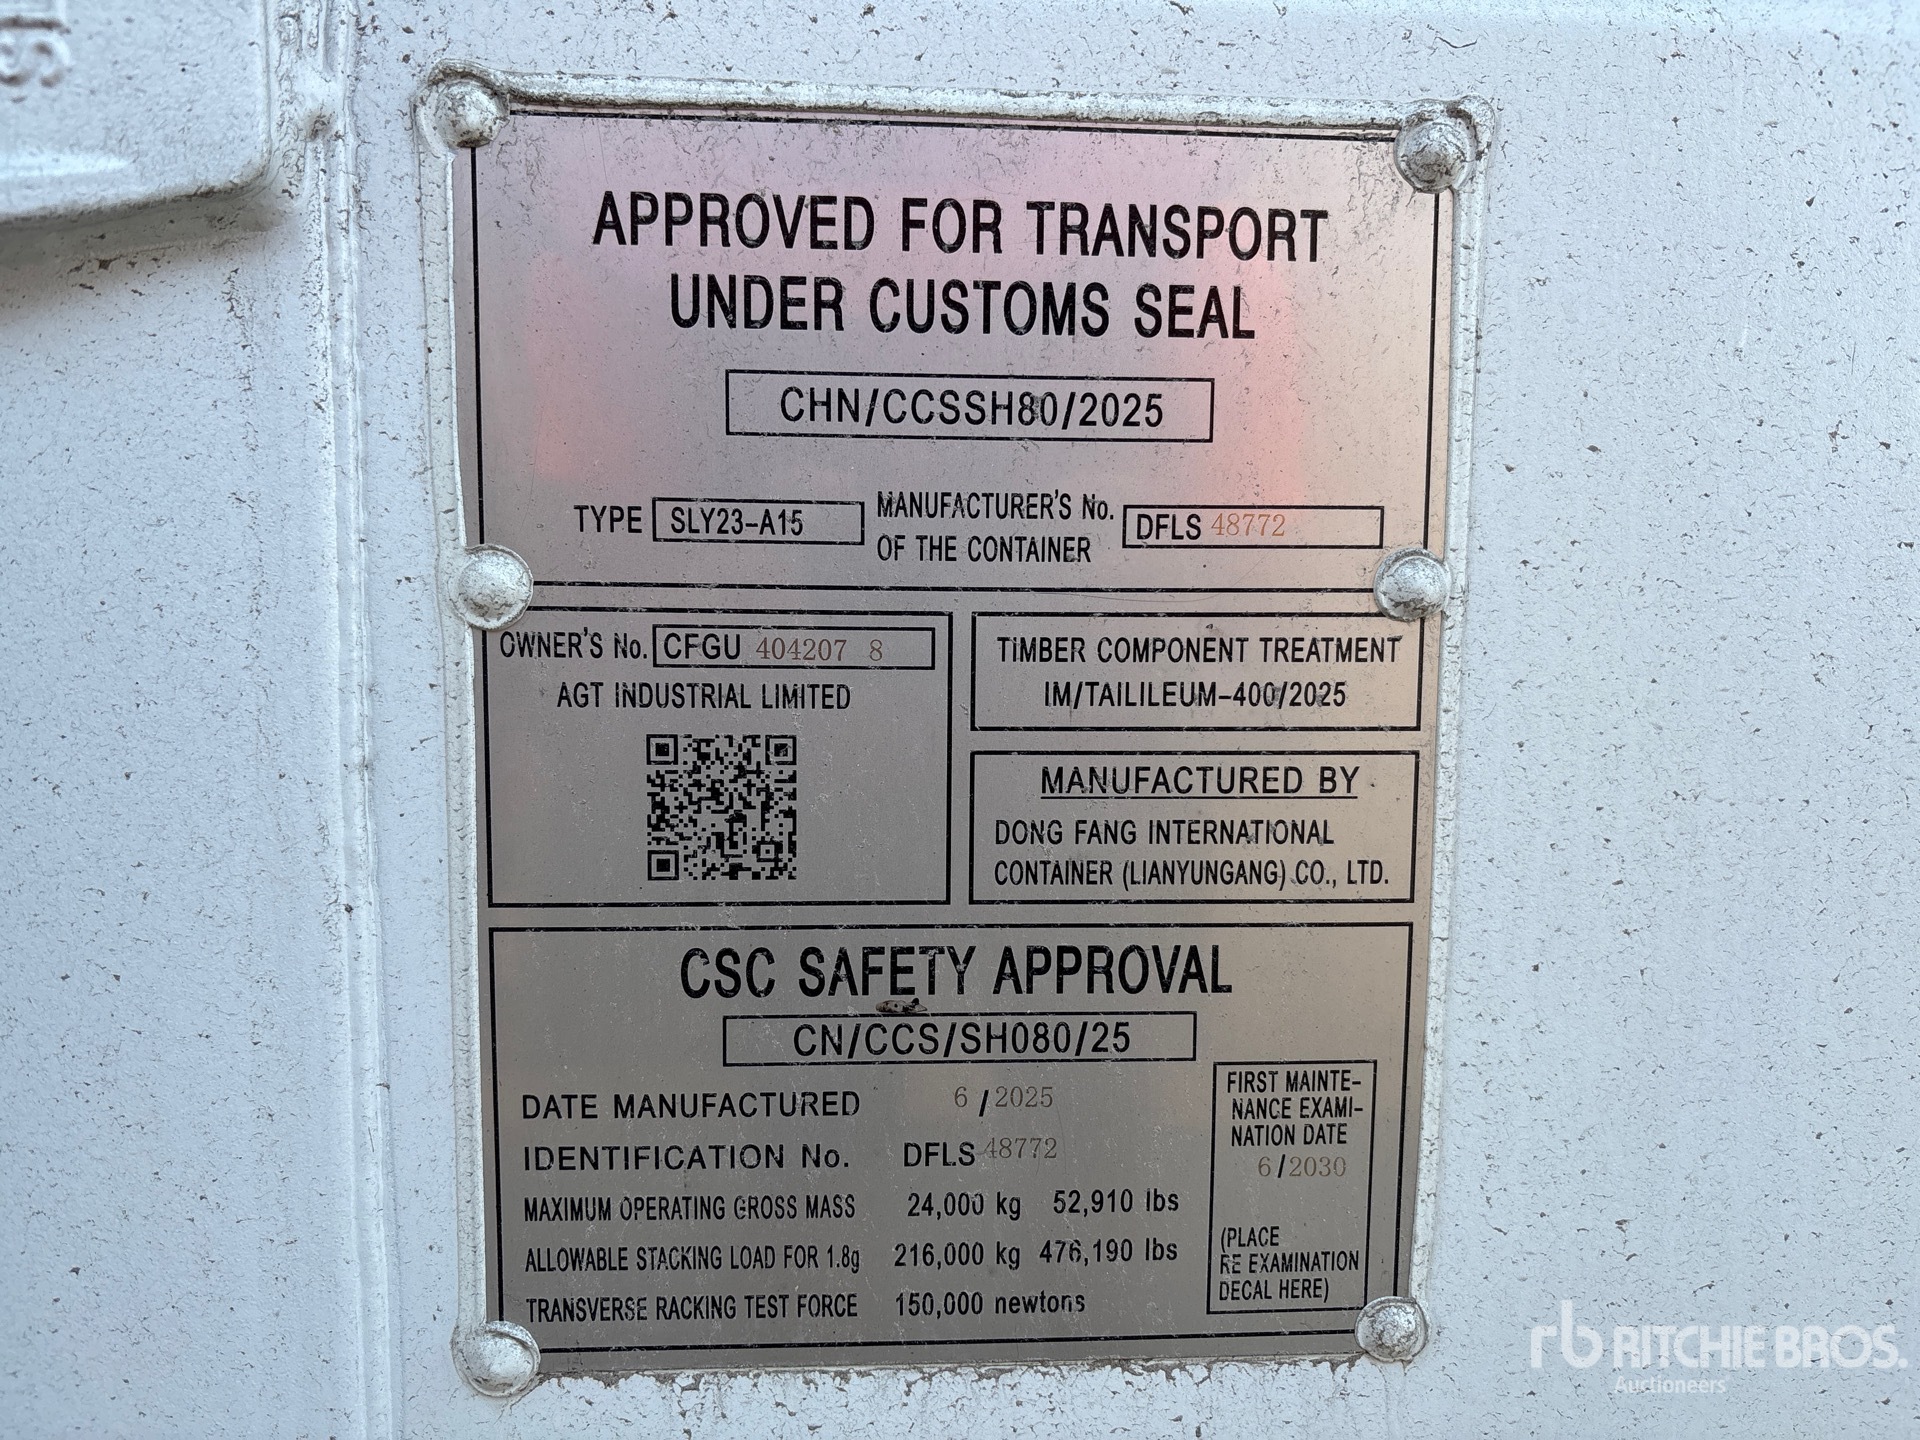 APPROVED FOR TRANSPORT
UNDER CUSTOMS SEAL
CHN/CCSSH80/2025
TYPE SLY23-A15 MANUFACTURER'S No. OF THE CONTAINER DFLS 48772
OWNER'S No. CFGU 404207 8
AGT INDUSTRIAL LIMITED
TIMBER COMPONENT TREATMENT
IM/TAILILEUM-400/2025
MANUFACTURED BY
DONG FANG INTERNATIONAL
CONTAINER (LIANYUNGANG) CO., LTD.
CSC SAFETY APPROVAL
CN/CCS/SH080/25
DATE MANUFACTURED 6 / 2025
IDENTIFICATION No. DFLS 48772
MAXIMUM OPERATING GROSS MASS 24,000 kg 52,910 lbs
ALLOWABLE STACKING LOAD FOR 1.8g 216,000 kg 476,190 lbs
TRANSVERSE RACKING TEST FORCE 150,000 newtons
FIRST MAINTE-
NANCE EXAMI-
NATION DATE
6/2030
(PLACE
RE EXAMINATION
DECAL HERE)
rb RITCHIE BROS.
Auctioneers